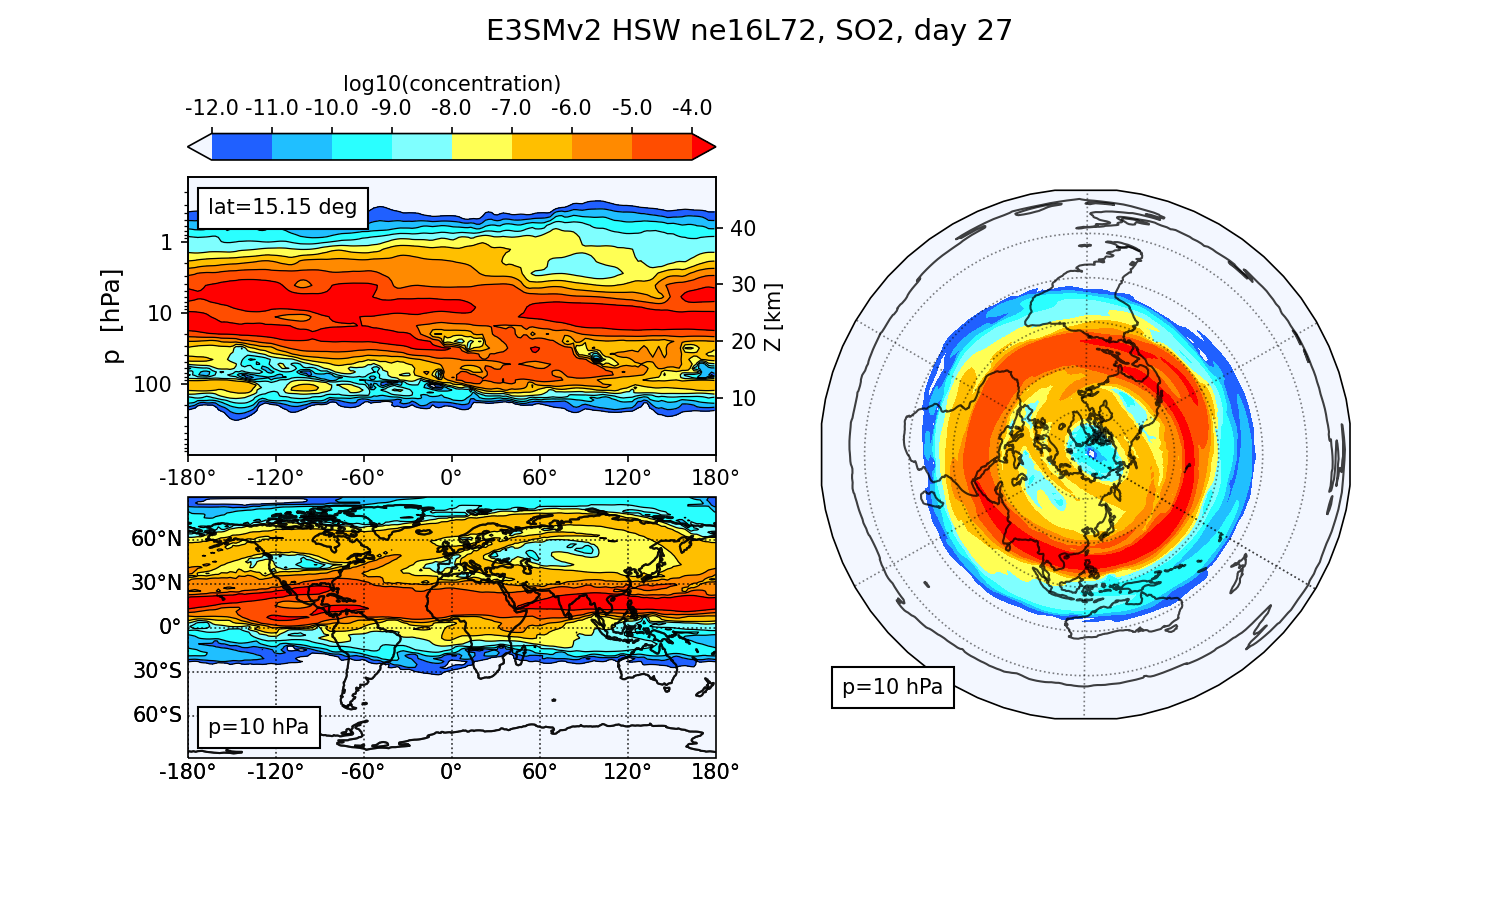 E3SMv2 HSW ne16L72, SO2, day 27
log10(concentration)
-12.0 -11.0 -10.0 -9.0 -8.0 -7.0 -6.0 -5.0 -4.0
lat=15.15 deg
p [hPa]
1
10
100
40
30
20
10
Z [km]
-180° -120° -60° 0° 60° 120° 180°
60°N
30°N
0°
30°S
60°S
p=10 hPa
-180° -120° -60° 0° 60° 120° 180°
p=10 hPa